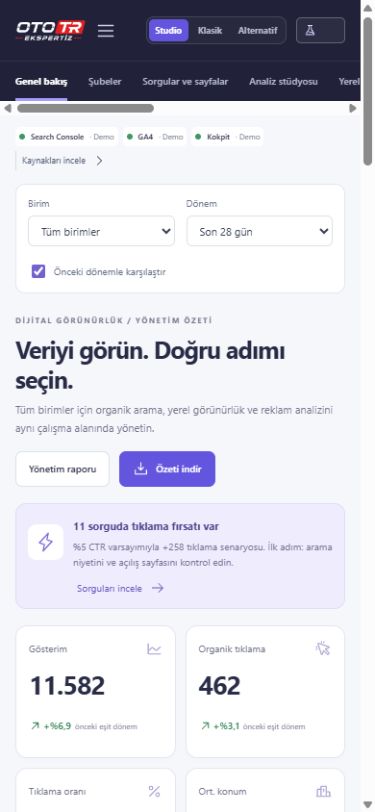 OTO TR
EKSPERTİZ
Studio Klasik Alternatif
Genel bakış Şubeler Sorgular ve sayfalar Analiz stüdyosu Yerel
Search Console · Demo GA4 · Demo Kokpit · Demo
Kaynakları incele
Birim Dönem
Tüm birimler Son 28 gün
Önceki dönemle karşılaştır
DİJİTAL GÖRÜNÜRLÜK / YÖNETİM ÖZETİ
Veriyi görün. Doğru adımı
seçin.
Tüm birimler için organik arama, yerel görünürlük ve reklam analizini
aynı çalışma alanında yönetin.
Yönetim raporu Özeti indir
11 sorguda tıklama fırsatı var
%5 CTR varsayımıyla +258 tıklama senaryosu. İlk adım: arama
niyetini ve açılış sayfasını kontrol edin.
Sorguları incele
Gösterim Organik tıklama
11.582 462
+%6,9 önceki eşit dönem +%3,1 önceki eşit dönem
Tıklama oranı Ort. konum